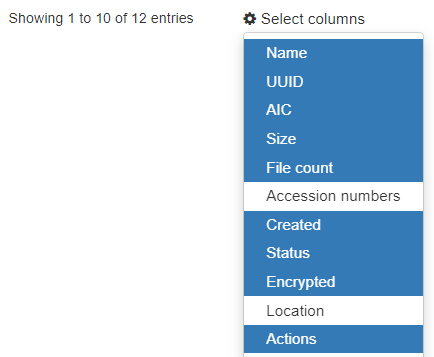 Showing 1 to 10 of 12 entries
Select columns
Name
UUID
AIC
Size
File count
Accession numbers
Created
Status
Encrypted
Location
Actions